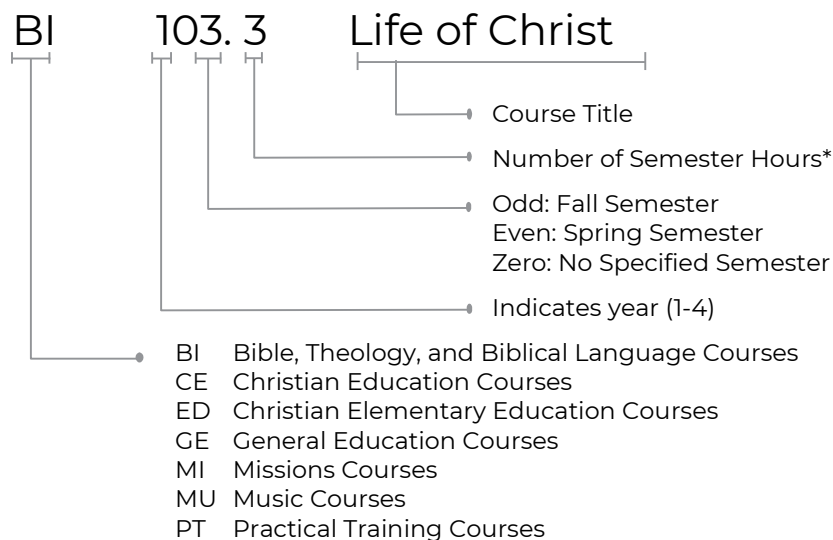 BI 103. 3 Life of Christ
Course Title
Number of Semester Hours*
Odd: Fall Semester
Even: Spring Semester
Zero: No Specified Semester
Indicates year (1-4)
BI Bible, Theology, and Biblical Language Courses
CE Christian Education Courses
ED Christian Elementary Education Courses
GE General Education Courses
MI Missions Courses
MU Music Courses
PT Practical Training Courses